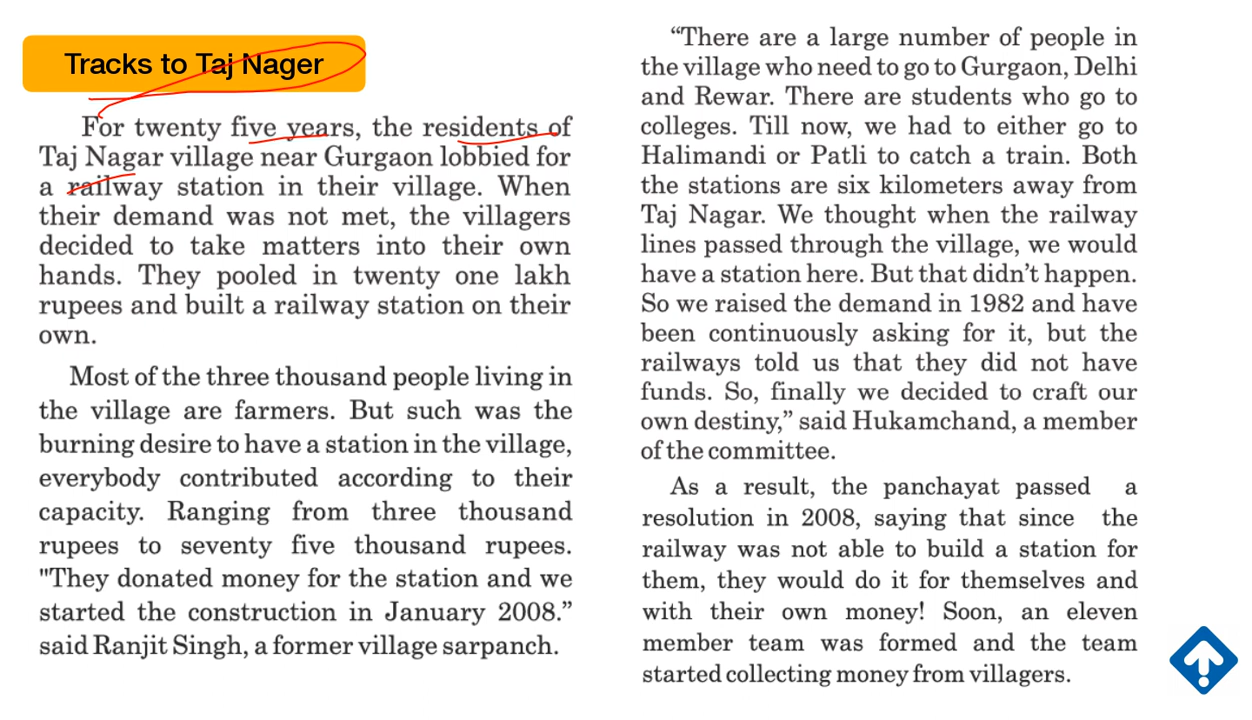 Tracks to Taj Nager
For twenty five years, the residents of
Taj Nagar village near Gurgaon lobbied for
a railway station in their village. When
their demand was not met, the villagers
decided to take matters into their own
hands. They pooled in twenty one lakh
rupees and built a railway station on their
own.
Most of the three thousand people living in
the village are farmers. But such was the
burning desire to have a station in the village,
everybody contributed according to their
capacity. Ranging from three thousand
rupees to seventy five thousand rupees.
"They donated money for the station and we
started the construction in January 2008.”
said Ranjit Singh, a former village sarpanch.
“There are a large number of people in
the village who need to go to Gurgaon, Delhi
and Rewar. There are students who go to
colleges. Till now, we had to either go to
Halimandi or Patli to catch a train. Both
the stations are six kilometers away from
Taj Nagar. We thought when the railway
lines passed through the village, we would
have a station here. But that didn’t happen.
So we raised the demand in 1982 and have
been continuously asking for it, but the
railways told us that they did not have
funds. So, finally we decided to craft our
own destiny,” said Hukamchand, a member
of the committee.
As a result, the panchayat passed a
resolution in 2008, saying that since the
railway was not able to build a station for
them, they would do it for themselves and
with their own money! Soon, an eleven
member team was formed and the team
started collecting money from villagers.